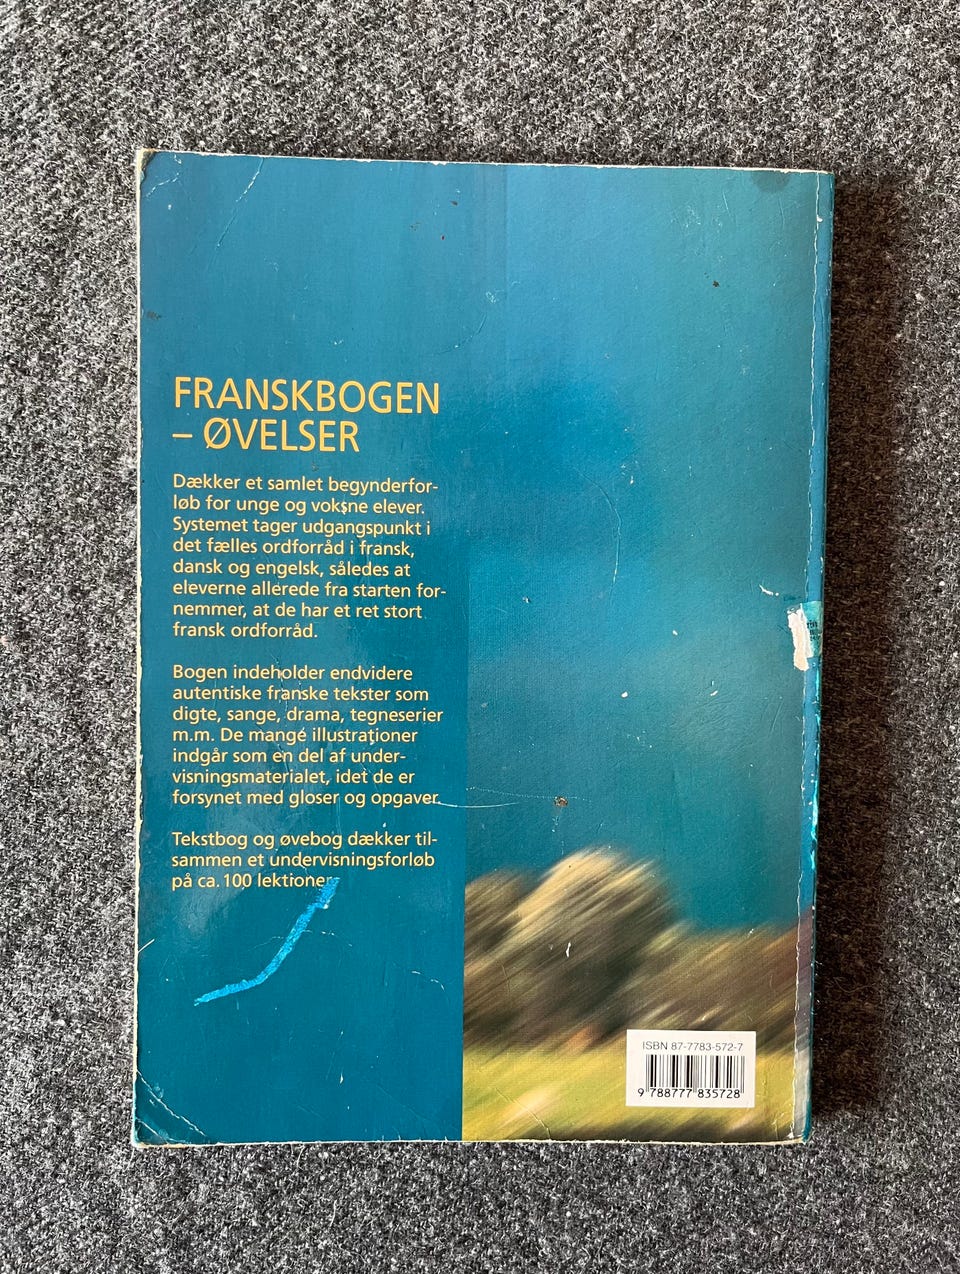 FRANSKBOGEN
– ØVELSER
Dækker et samlet begynderfor-
løb for unge og voksne elever.
Systemet tager udgangspunkt i
det fælles ordforråd i fransk,
dansk og engelsk, således at
eleverne allerede fra starten for-
nemmer, at de har et ret stort
fransk ordforråd.
Bogen indeholder endvidere
autentiske franske tekster som
digte, sange, drama, tegneserier
m.m. De mange illustrationer
indgår som en del af under-
visningsmaterialet, idet de er
forsynet med gloser og opgaver.
Tekstbog og øvebog dækker til-
sammen et undervisningsforløb
på ca. 100 lektioner.
ISBN 87-7783-572-7
9 788777 835728